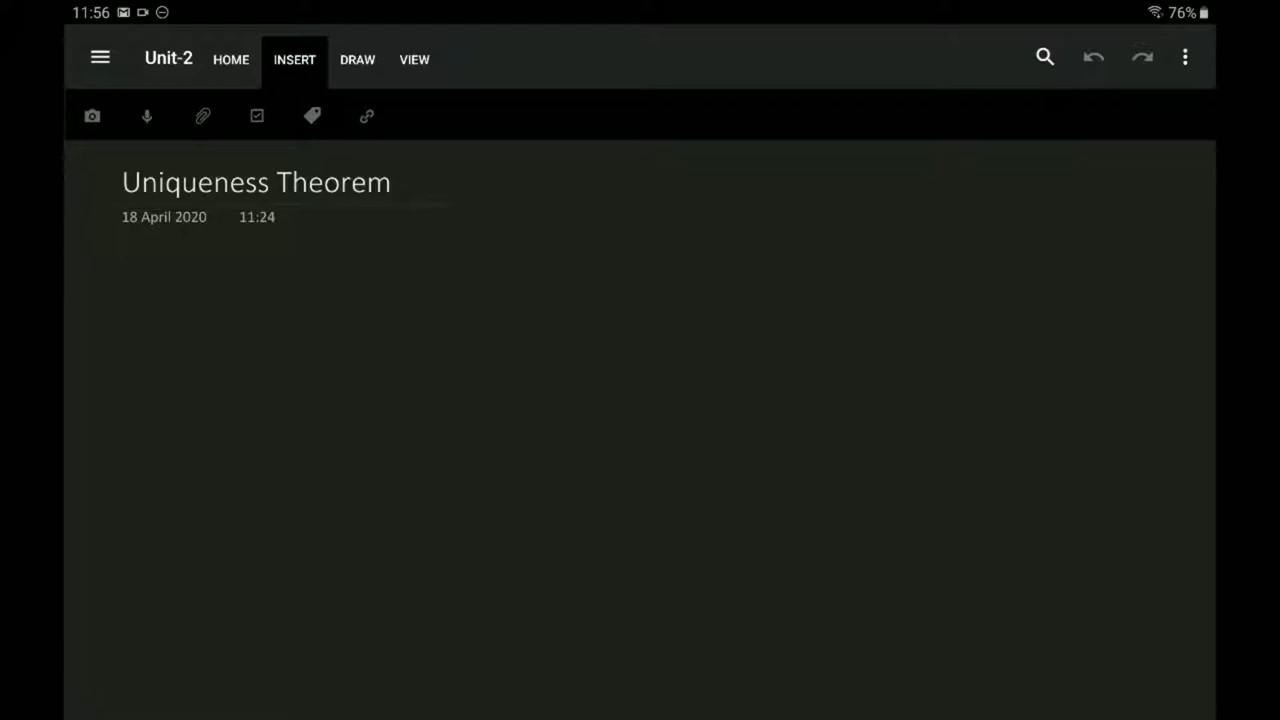 11:56 76%
Unit-2 HOME INSERT DRAW VIEW
Uniqueness Theorem
18 April 2020 11:24